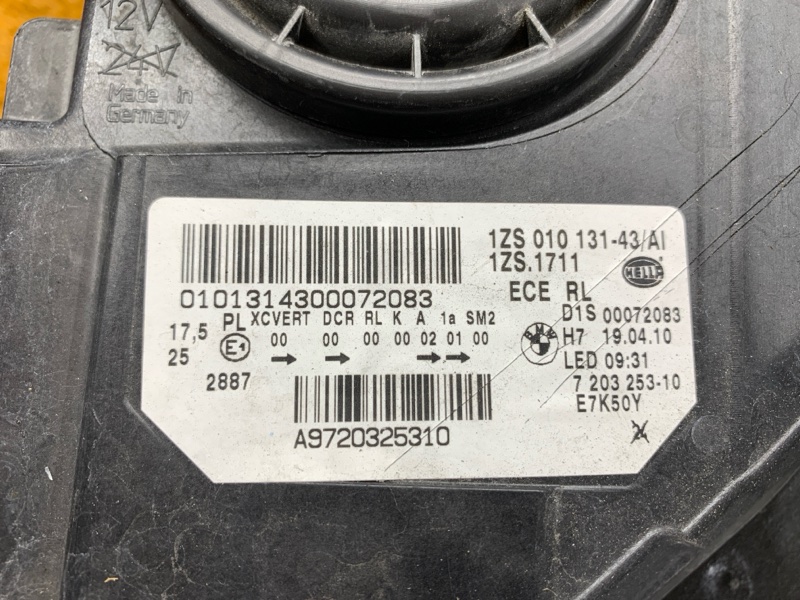 12V
24V
Made in
Germany
1ZS 010 131-43/AI
1ZS.1711
HELLA
0101314300072083
ECE RL
D1S 00072083
17,5 PL XCVERT DCR RL K A 1a SM2
25 E1 00 00 00 00 02 01 00
BMW
H7 19.04.10
LED 09:31
2887
7 203 253-10
E7K50Y
A9720325310
24